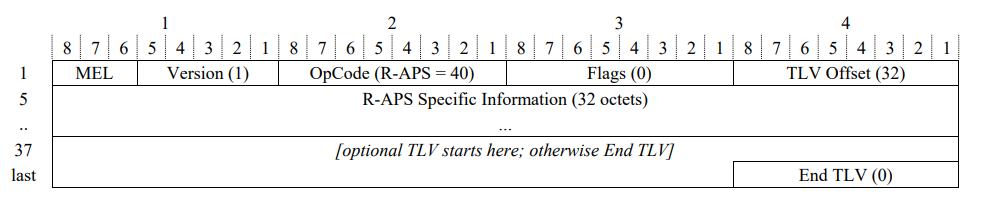 1 2 3 4
8 7 6 5 4 3 2 1 8 7 6 5 4 3 2 1 8 7 6 5 4 3 2 1 8 7 6 5 4 3 2 1
1 MEL Version (1) OpCode (R-APS = 40) Flags (0) TLV Offset (32)
5 R-APS Specific Information (32 octets)
.. ...
37 [optional TLV starts here; otherwise End TLV]
last End TLV (0)